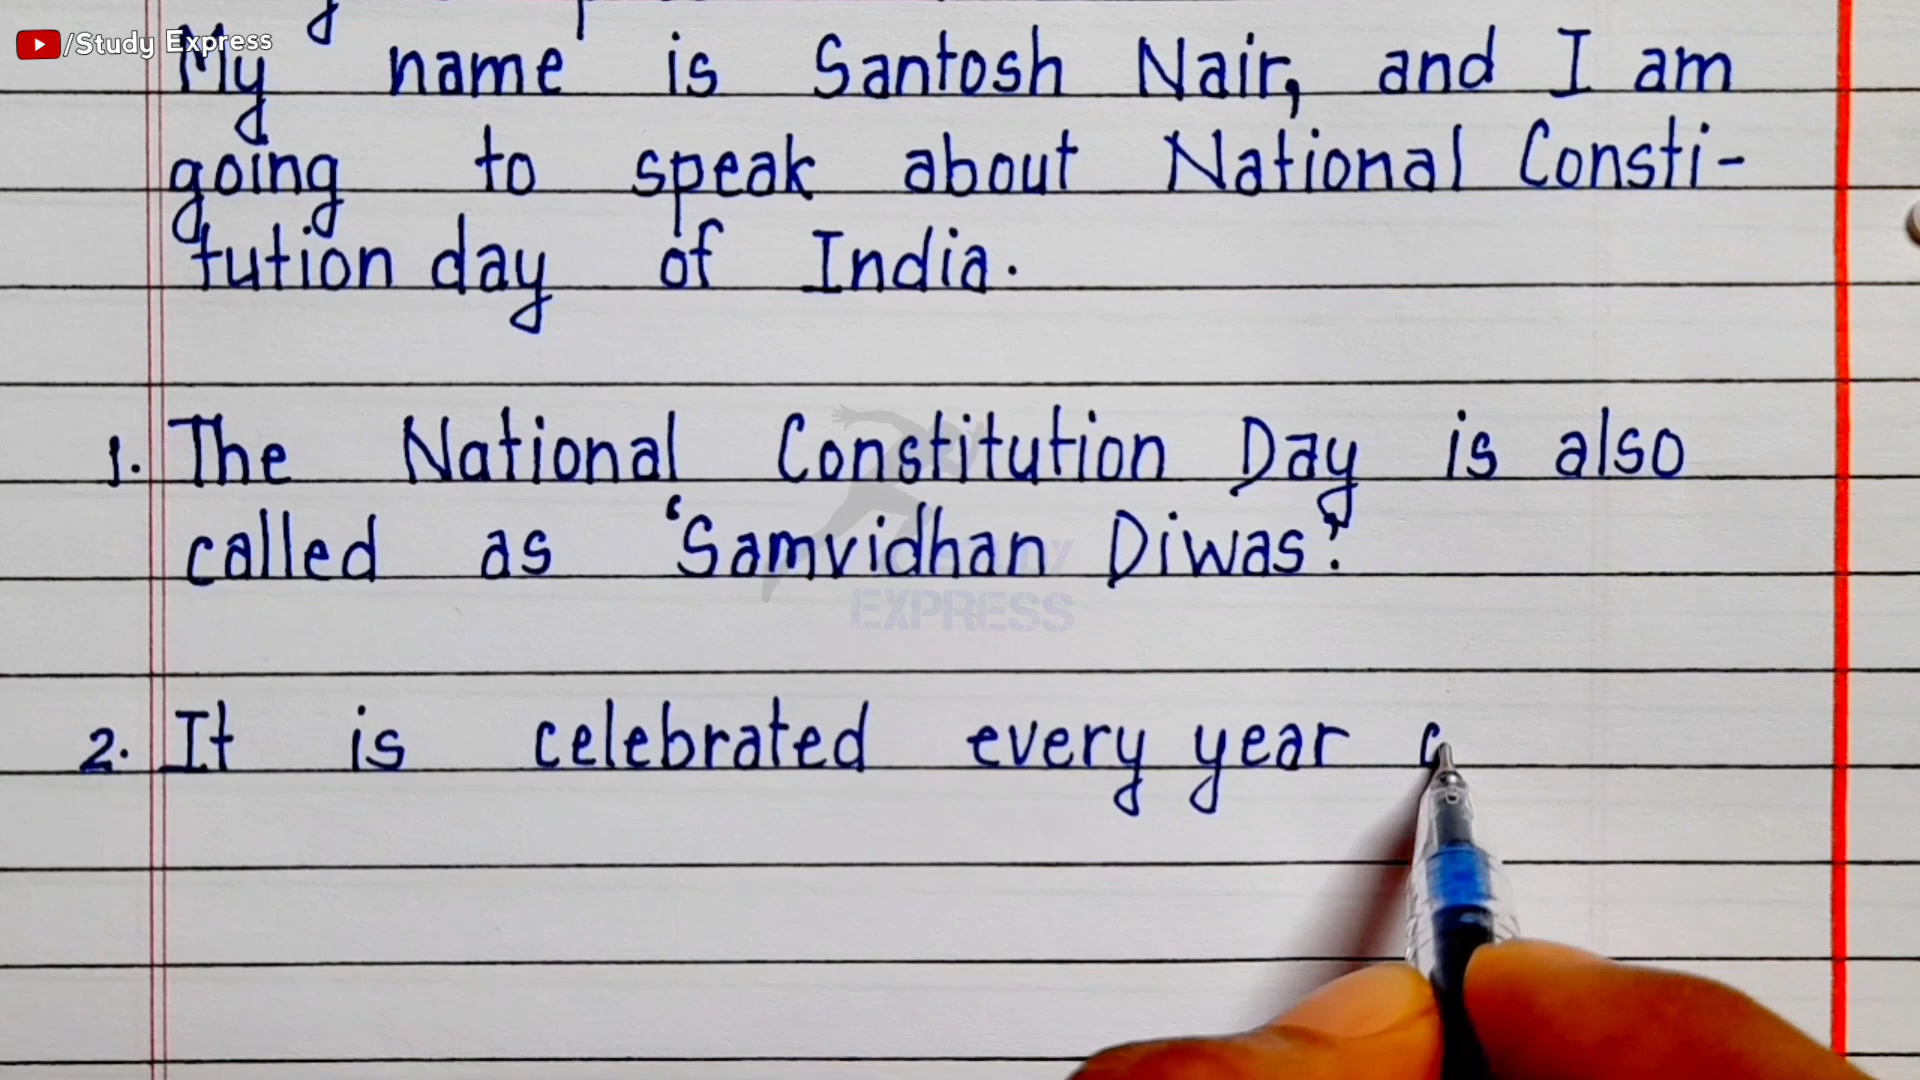 /Study Express
My name is Santosh Nair, and I am
going to speak about National Consti-
tution day of India.
1. The National Constitution Day is also
called as 'Samvidhan Diwas'.
EXPRESS
2. It is celebrated every year